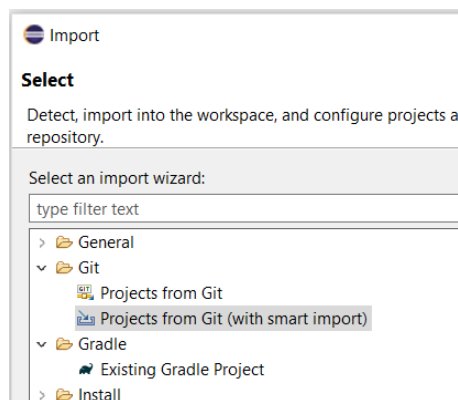 Import
Select
Detect, import into the workspace, and configure projects a
repository.
Select an import wizard:
type filter text
General
Git
Projects from Git
Projects from Git (with smart import)
Gradle
Existing Gradle Project
Install